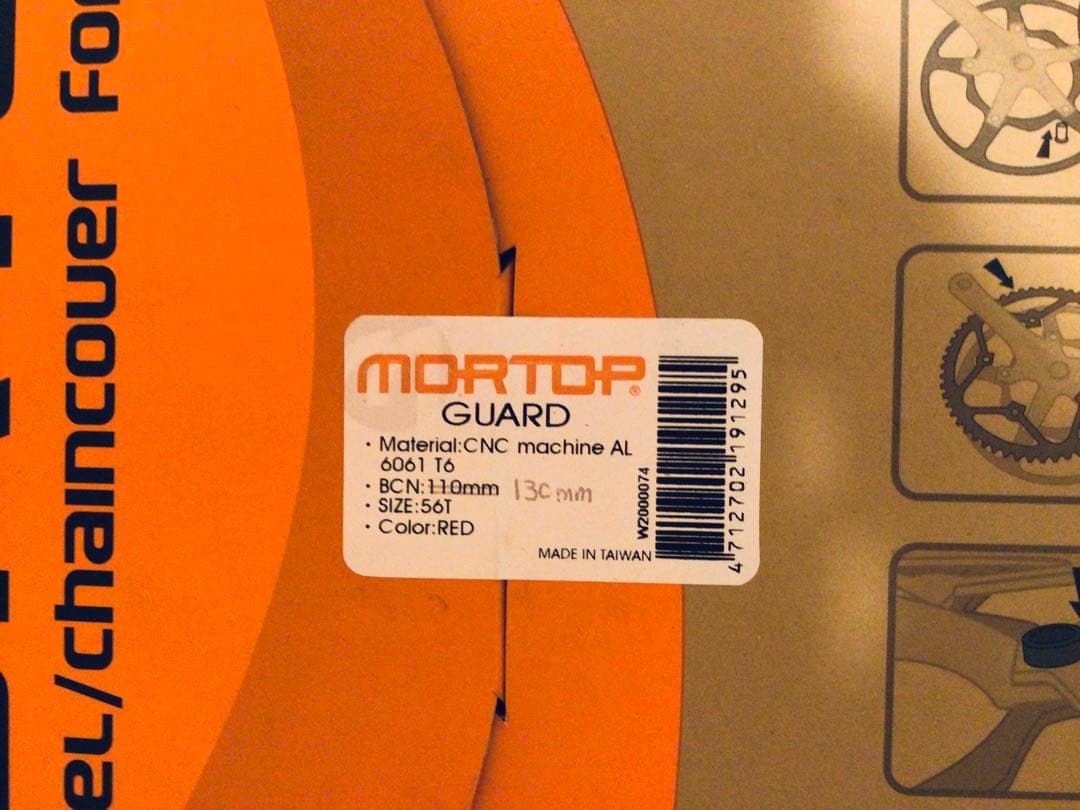 el/chaincover for
MORTOP®
GUARD
· Material:CNC machine AL
6061 T6
· BCN:110mm 130mm
· SIZE:56T
· Color:RED
MADE IN TAIWAN
W2000074
4712702191295